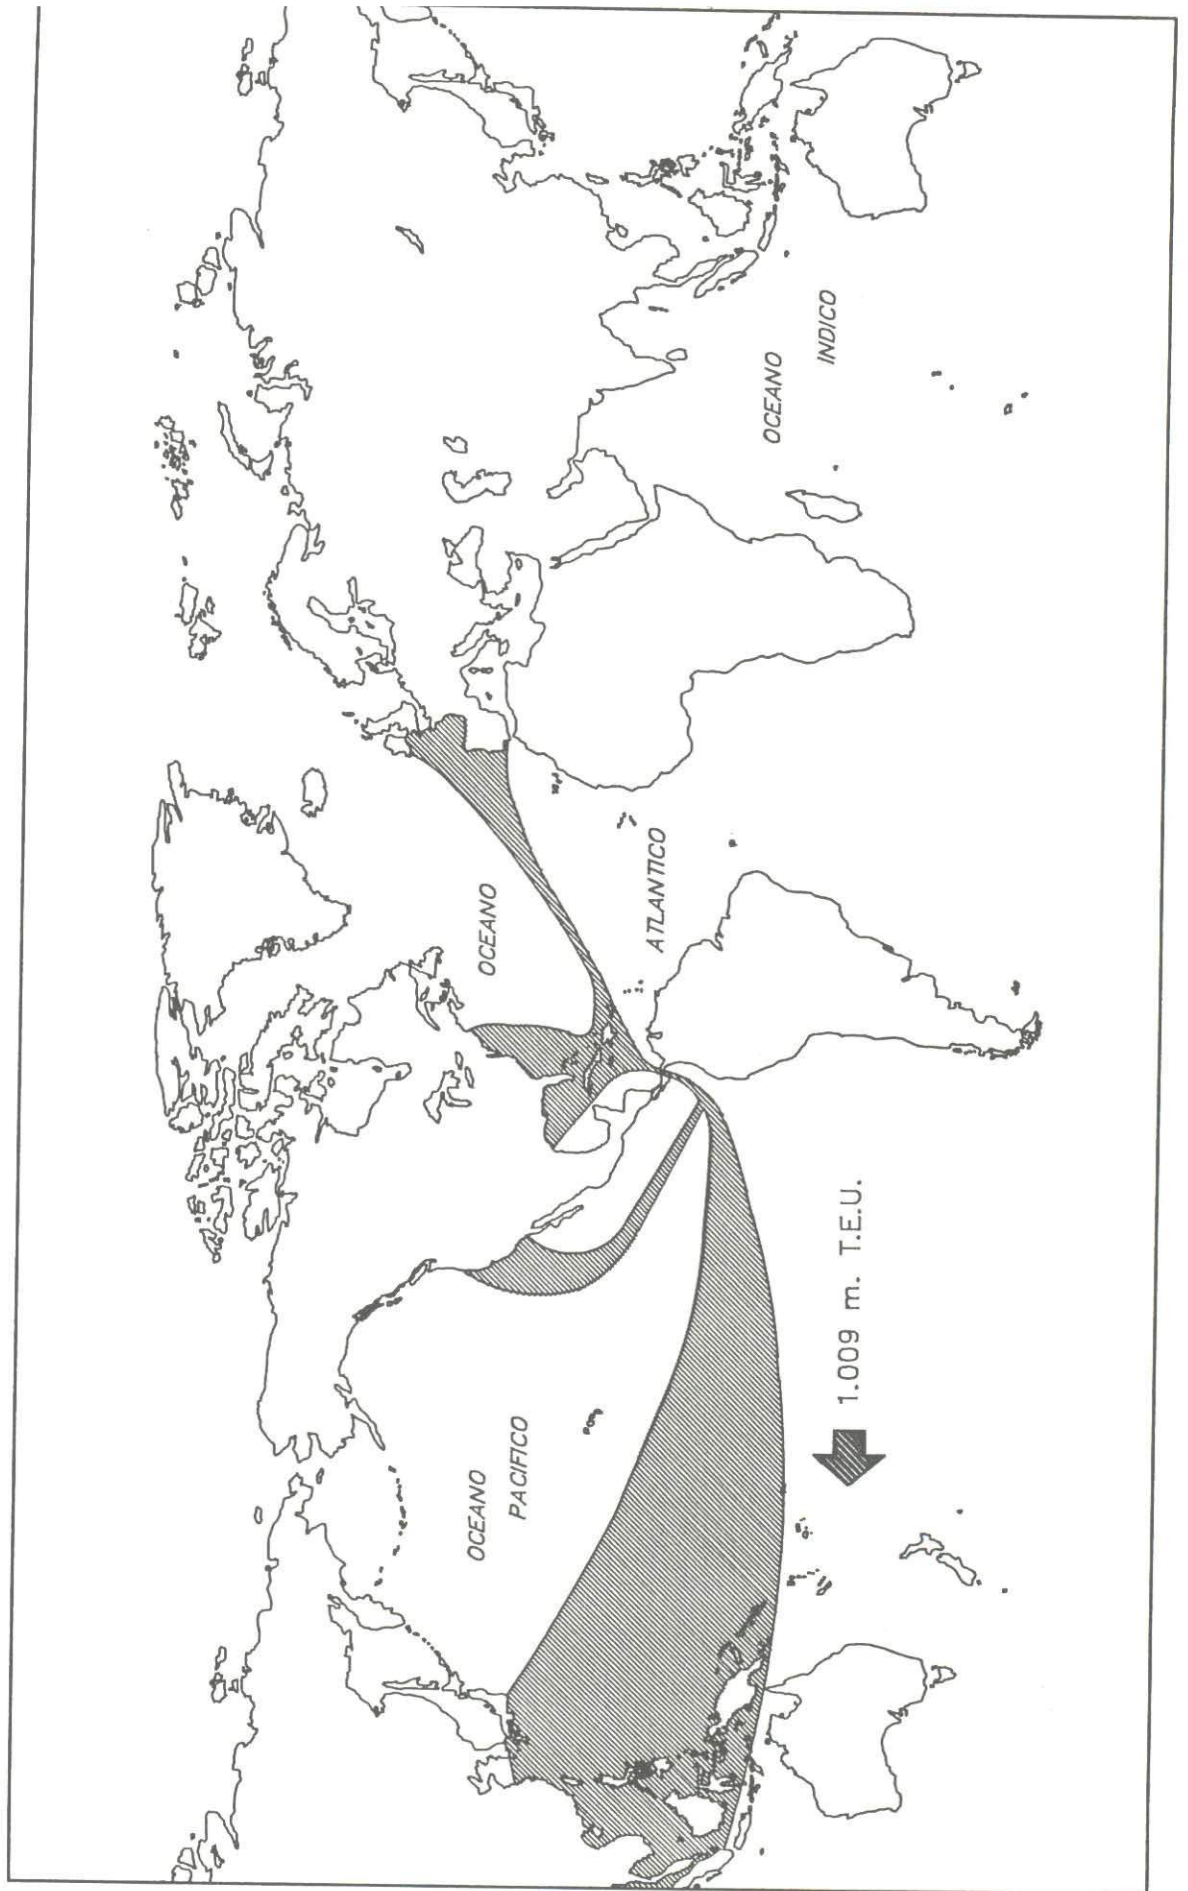 OCEANO
PACIFICO
OCEANO
ATLANTICO
OCEANO
INDICO
1.009 m. T.E.U.